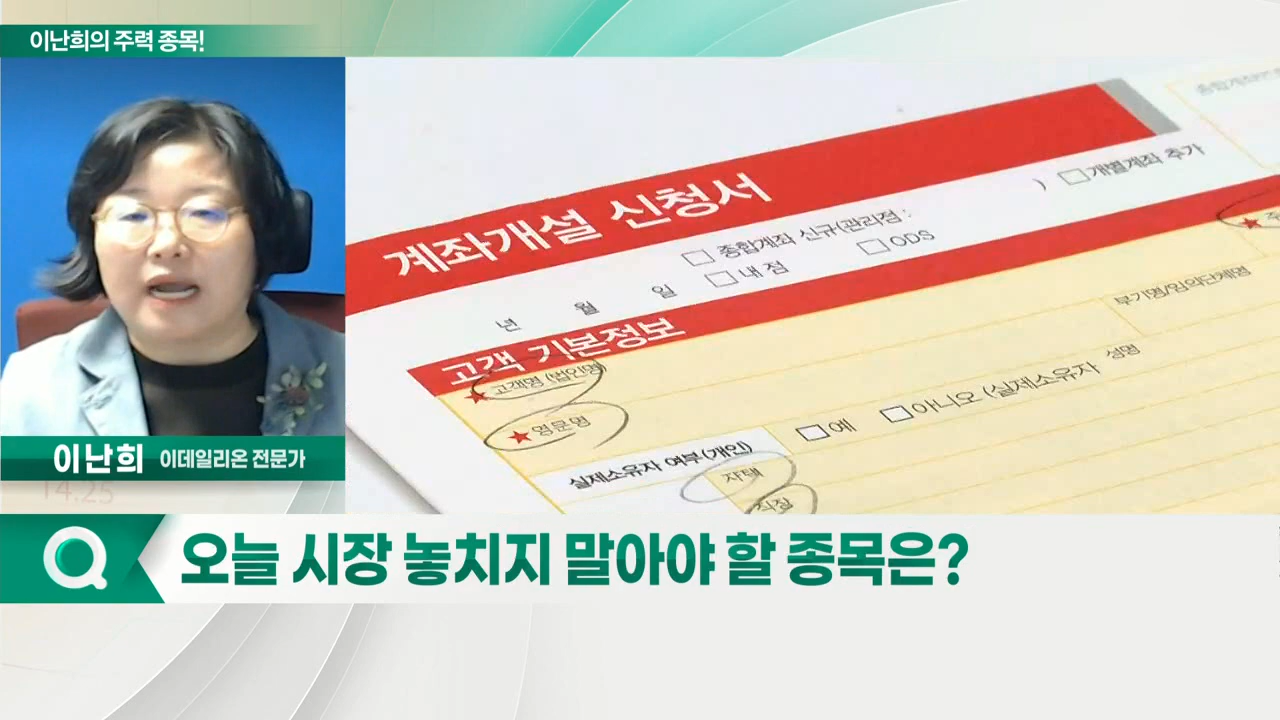 이난희의 주력 종목!
계좌개설 신청서
종합계좌 신규(관리점 :
) 개별계좌 추가
년 월 일 내 점 ODS
고객 기본정보
고객명 (법인명)
부기명/임의단체명
영문명
실제소유자 여부(개인) 예 아니오 (실제소유자 성명
자택
직장
이난희 이데일리온 전문가
14.25
오늘 시장 놓치지 말아야 할 종목은?